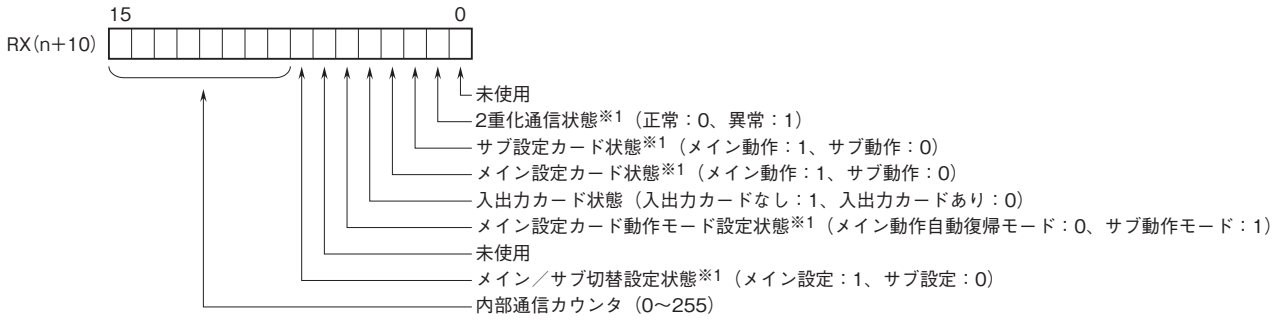 15 0
RX(n+10)
未使用
2重化通信状態※1（正常：0、異常：1）
サブ設定カード状態※1（メイン動作：1、サブ動作：0）
メイン設定カード状態※1（メイン動作：1、サブ動作：0）
入出力カード状態（入出力カードなし：1、入出力カードあり：0）
メイン設定カード動作モード設定状態※1（メイン動作自動復帰モード：0、サブ動作モード：1）
未使用
メイン／サブ切替設定状態※1（メイン設定：1、サブ設定：0）
内部通信カウンタ（0〜255）